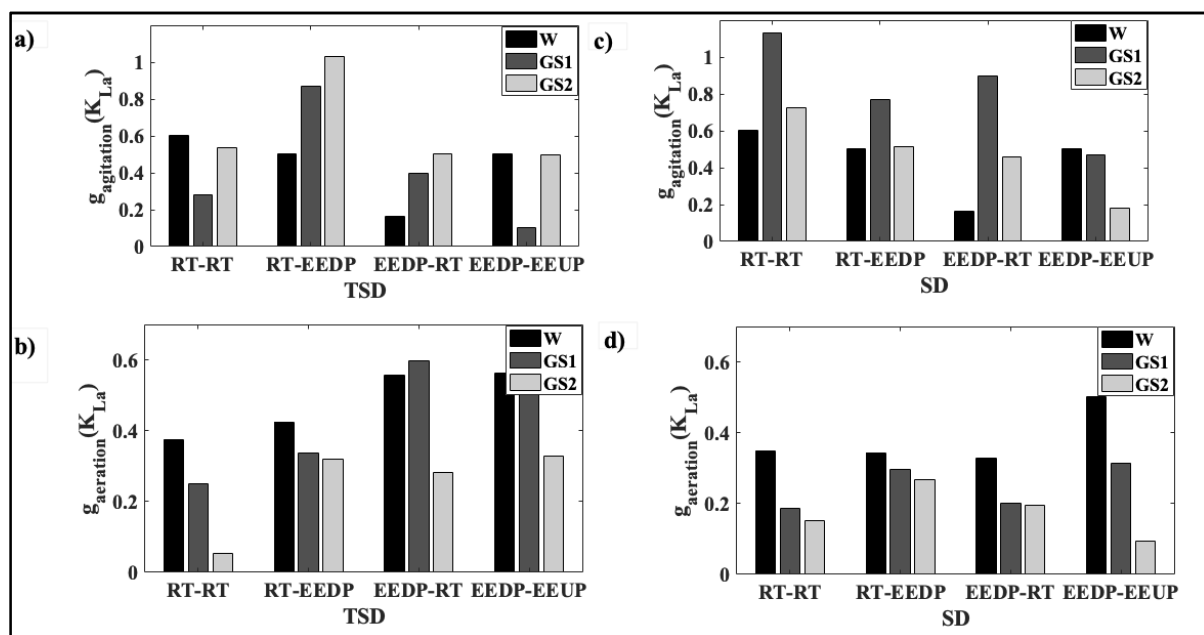 a)
g_agitation(K_La)
1
0.8
0.6
0.4
0.2
0
W
GS1
GS2
RT-RT RT-EEDP EEDP-RT EEDP-EEUP
TSD
c)
g_agitation(K_La)
1
0.8
0.6
0.4
0.2
0
W
GS1
GS2
RT-RT RT-EEDP EEDP-RT EEDP-EEUP
SD
b)
g_aeration(K_La)
0.6
0.4
0.2
0
W
GS1
GS2
RT-RT RT-EEDP EEDP-RT EEDP-EEUP
TSD
d)
g_aeration(K_La)
0.6
0.4
0.2
0
W
GS1
GS2
RT-RT RT-EEDP EEDP-RT EEDP-EEUP
SD